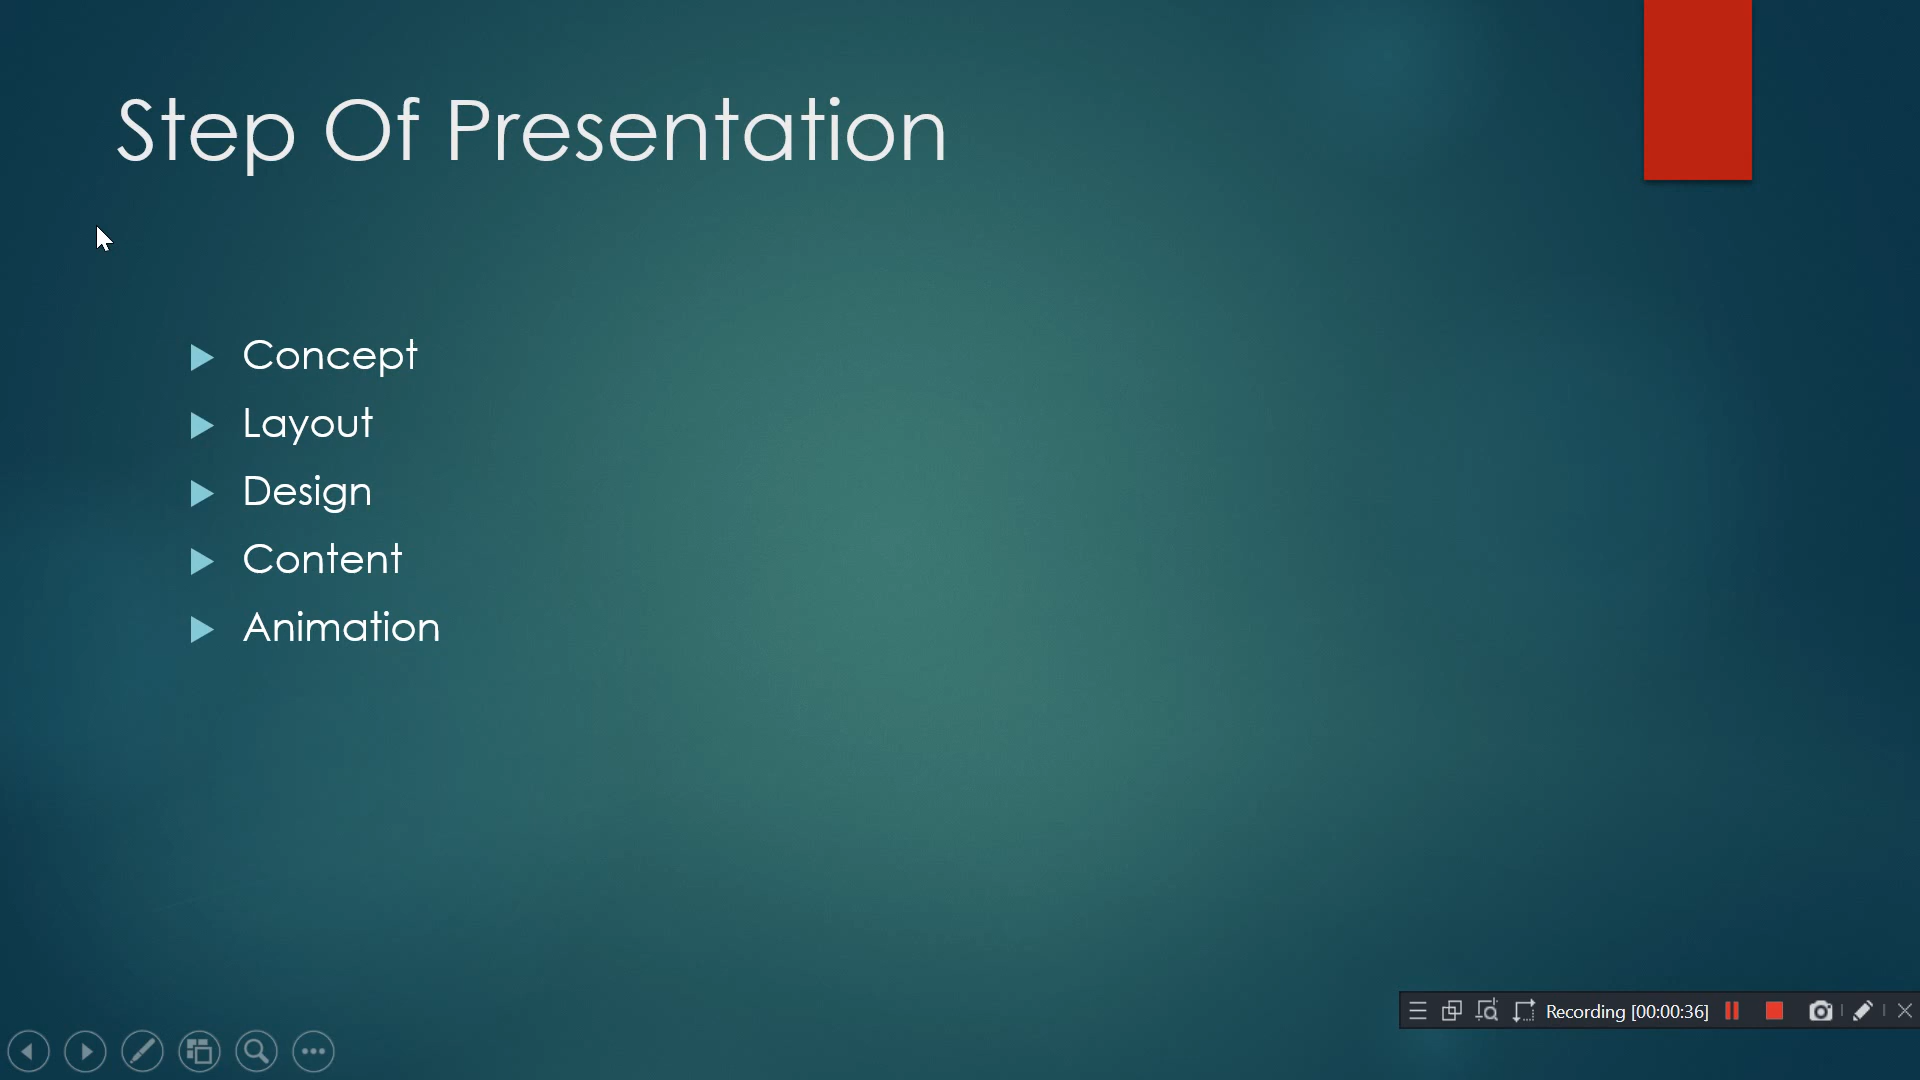 Step Of Presentation
Concept
Layout
Design
Content
Animation
Recording [00:00:36]